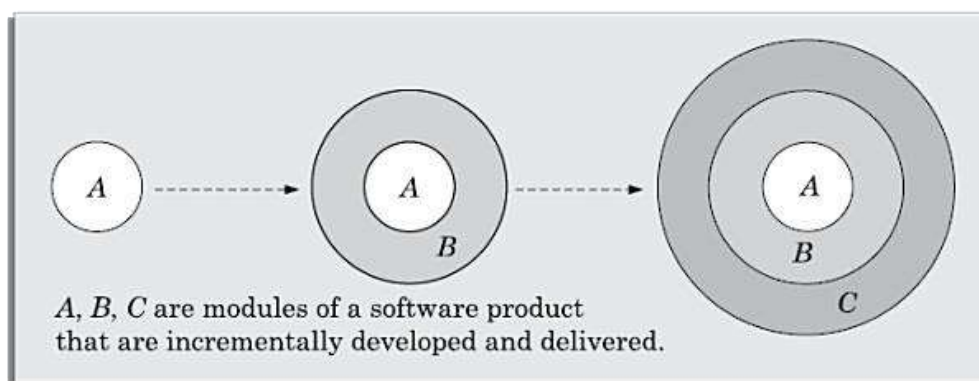 A
A
B
A
B
C
A, B, C are modules of a software product
that are incrementally developed and delivered.